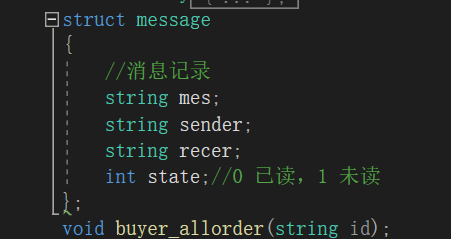 struct message
{
//消息记录
string mes;
string sender;
string recer;
int state;//0 已读，1 未读
};
void buyer_allorder(string id);